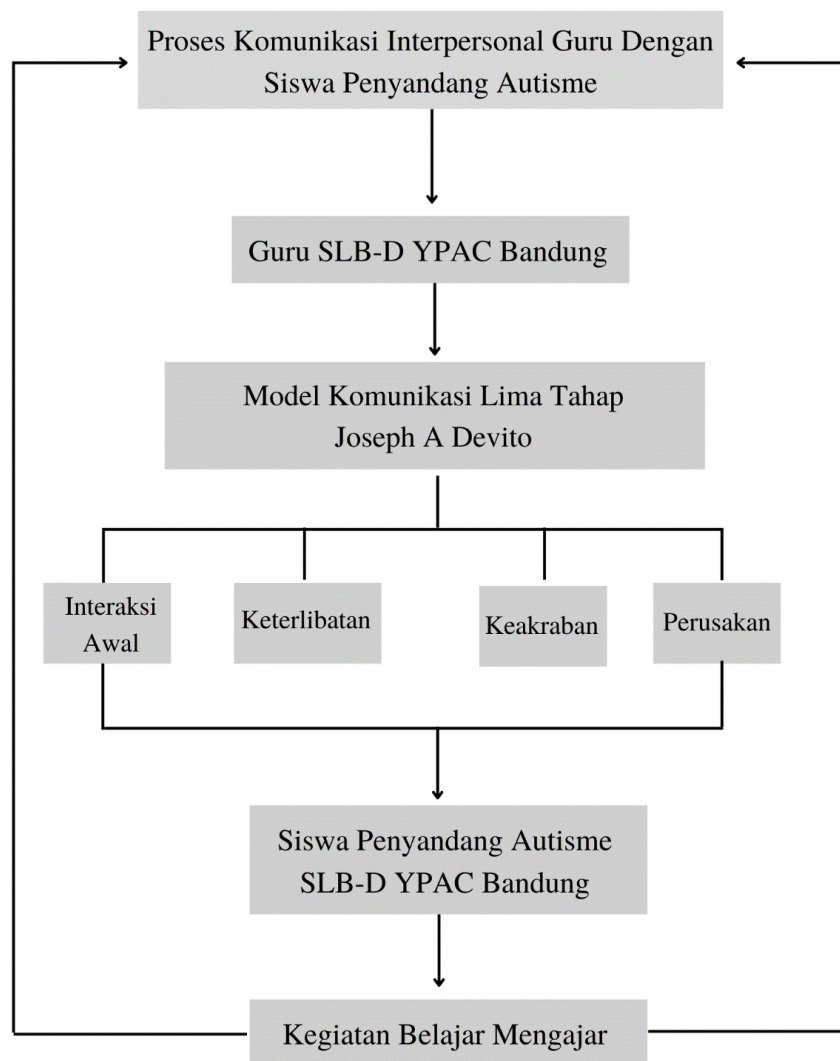 Proses Komunikasi Interpersonal Guru Dengan
Siswa Penyandang Autisme
Guru SLB-D YPAC Bandung
Model Komunikasi Lima Tahap
Joseph A Devito
Interaksi
Awal
Keterlibatan
Keakraban
Perusakan
Siswa Penyandang Autisme
SLB-D YPAC Bandung
Kegiatan Belajar Mengajar